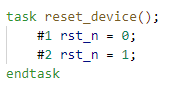 task reset_device();
    #1 rst_n = 0;
    #2 rst_n = 1;
endtask